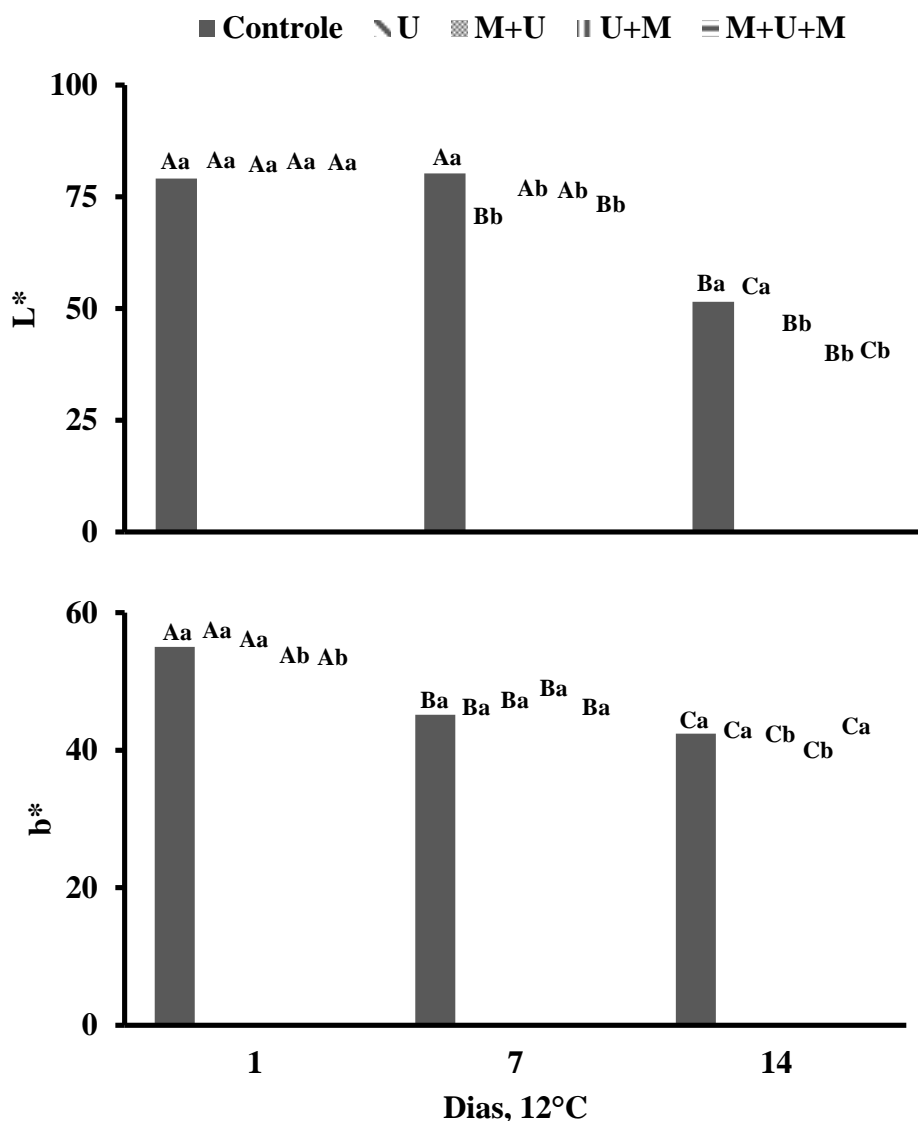 Controle U M+U U+M M+U+M
100
75
50
25
0
L*
Aa Aa Aa Aa Aa
Aa Bb Ab Ab Bb
Ba Ca Bb Bb Cb
60
40
20
0
b*
Aa Aa Aa Ab Ab
Ba Ba Ba Ba Ba
Ca Ca Cb Cb Ca
1 7 14
Dias, 12°C